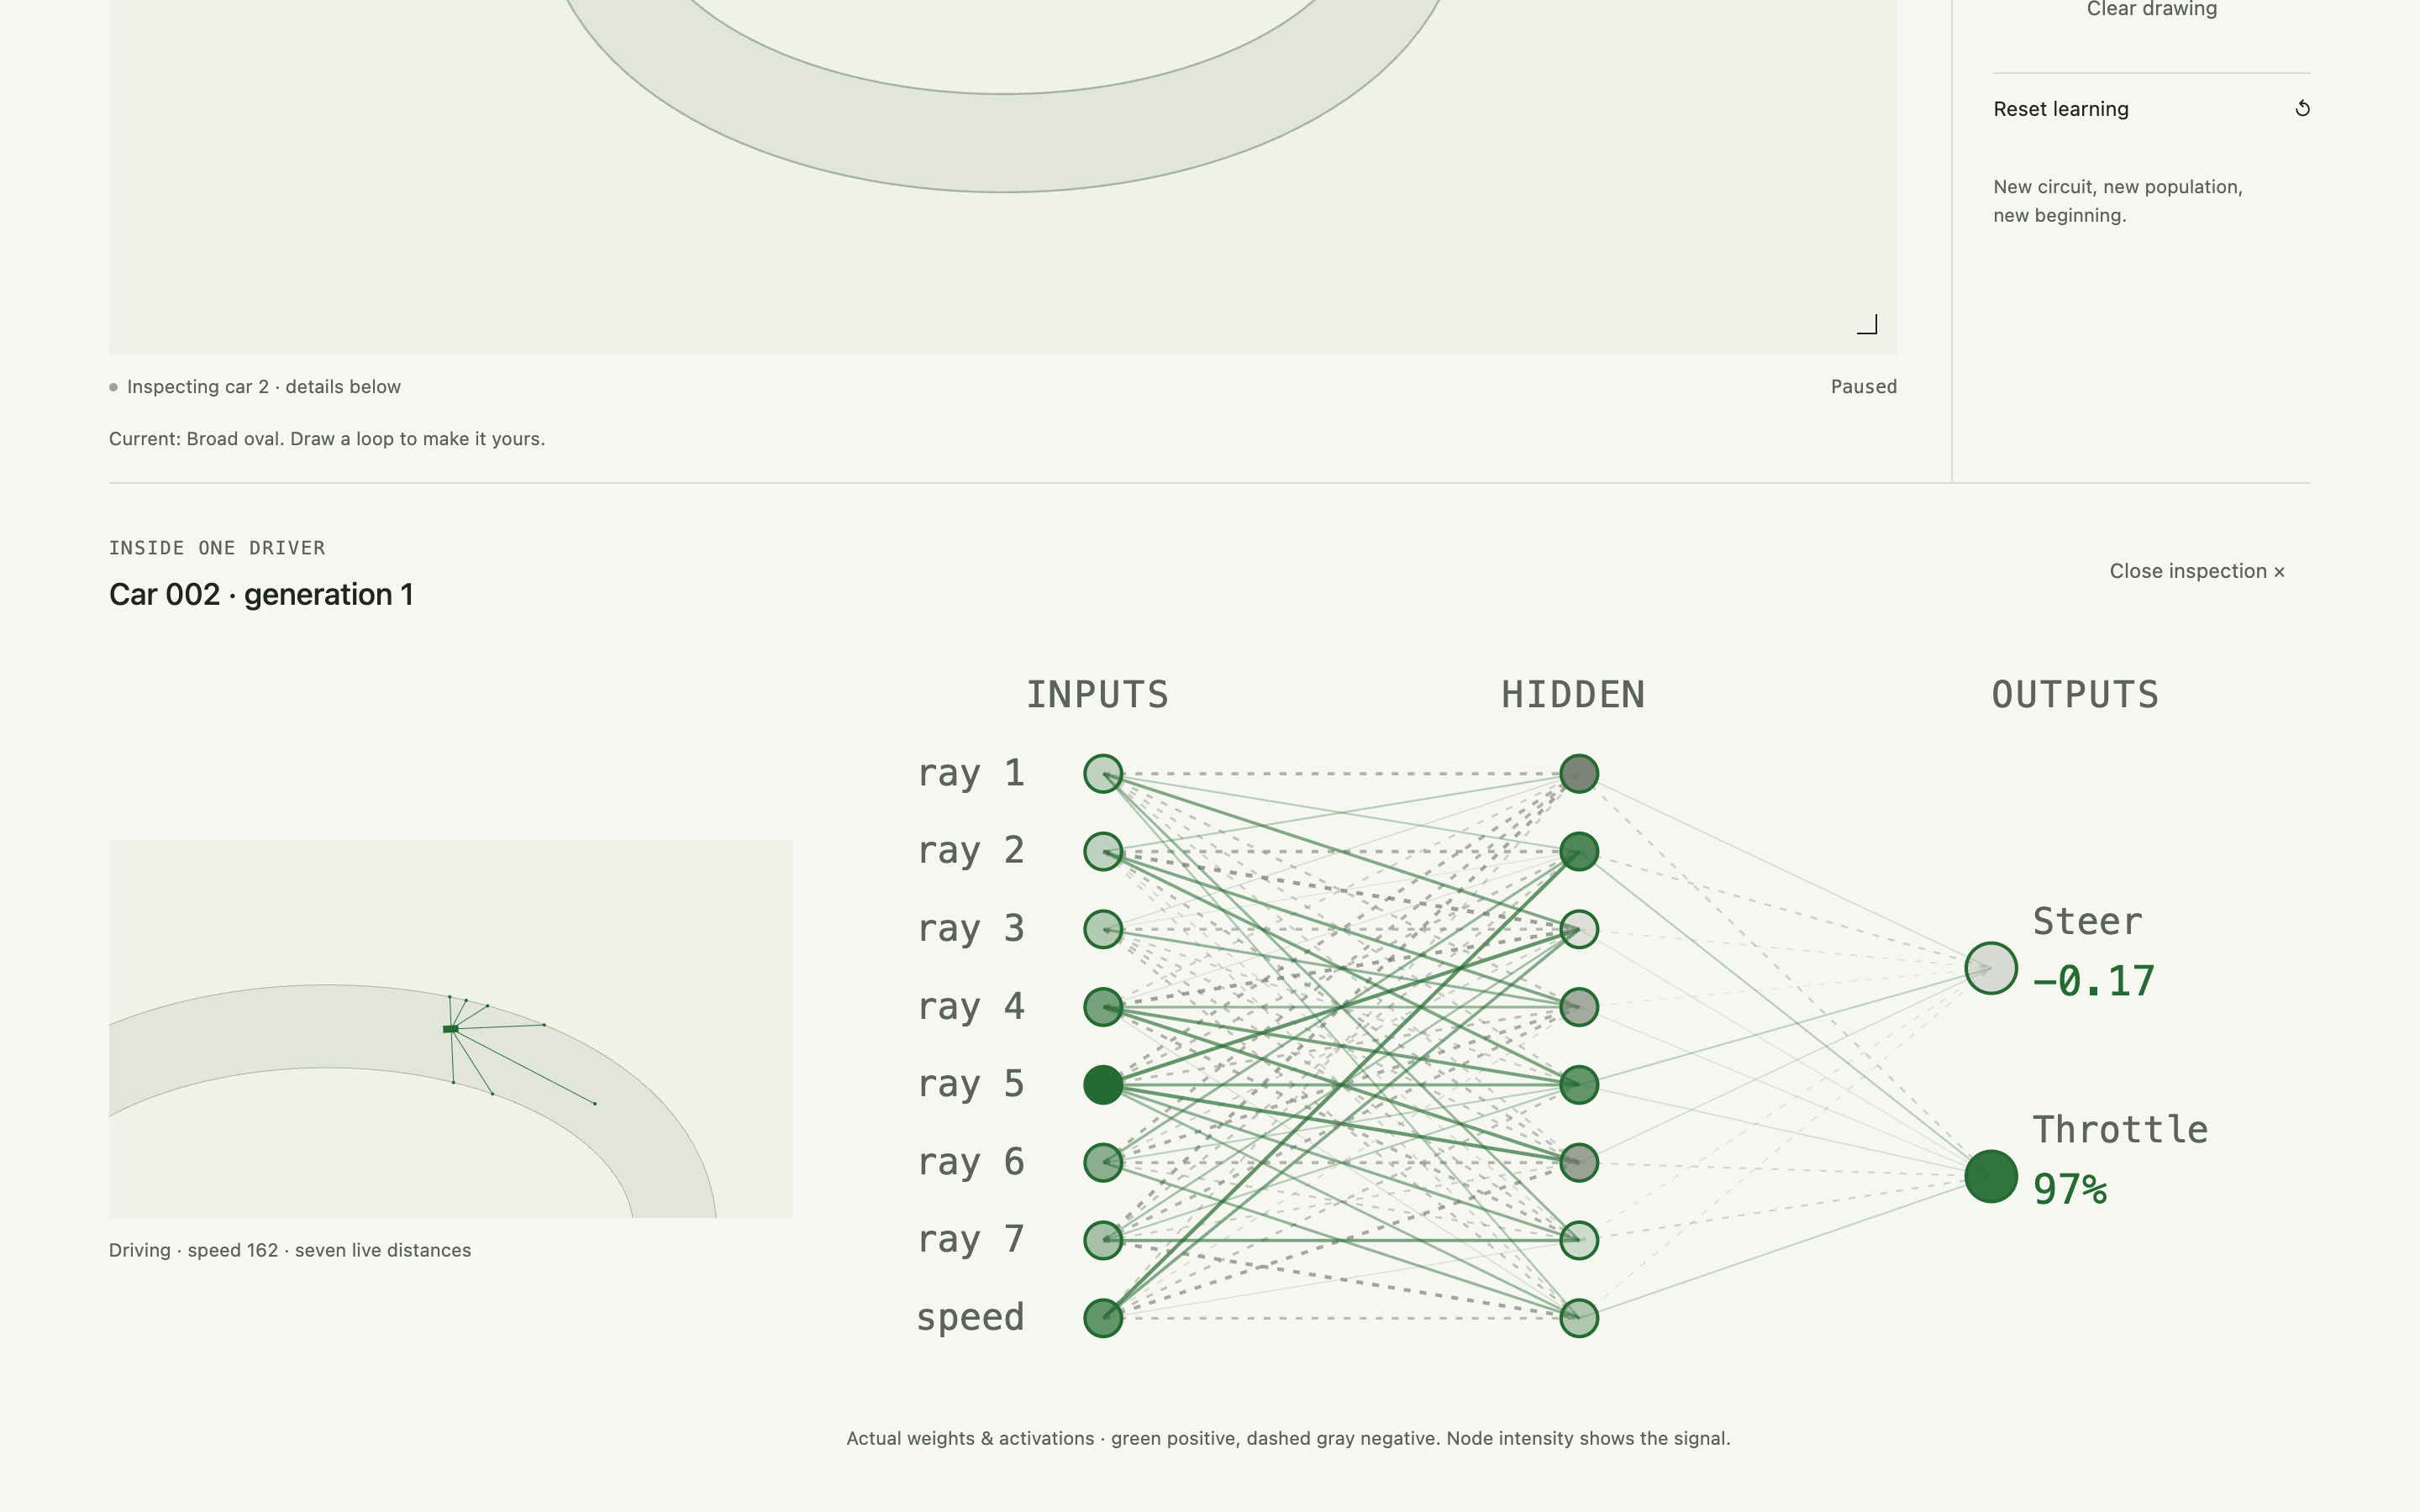 Clear drawing
Reset learning
New circuit, new population,
new beginning.
Inspecting car 2 · details below
Paused
Current: Broad oval. Draw a loop to make it yours.
INSIDE ONE DRIVER
Car 002 · generation 1
Close inspection ×
INPUTS
HIDDEN
OUTPUTS
ray 1
ray 2
ray 3
ray 4
ray 5
ray 6
ray 7
speed
Steer
−0.17
Throttle
97%
Driving · speed 162 · seven live distances
Actual weights & activations · green positive, dashed gray negative. Node intensity shows the signal.